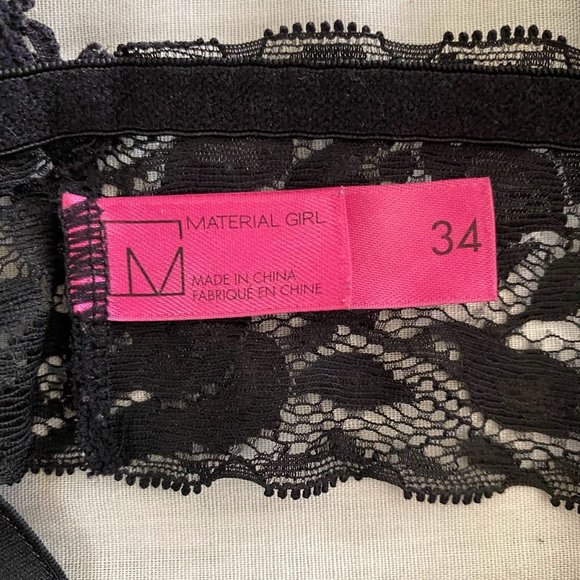 MATERIAL GIRL
M
MADE IN CHINA
FABRIQUÉ EN CHINE
34